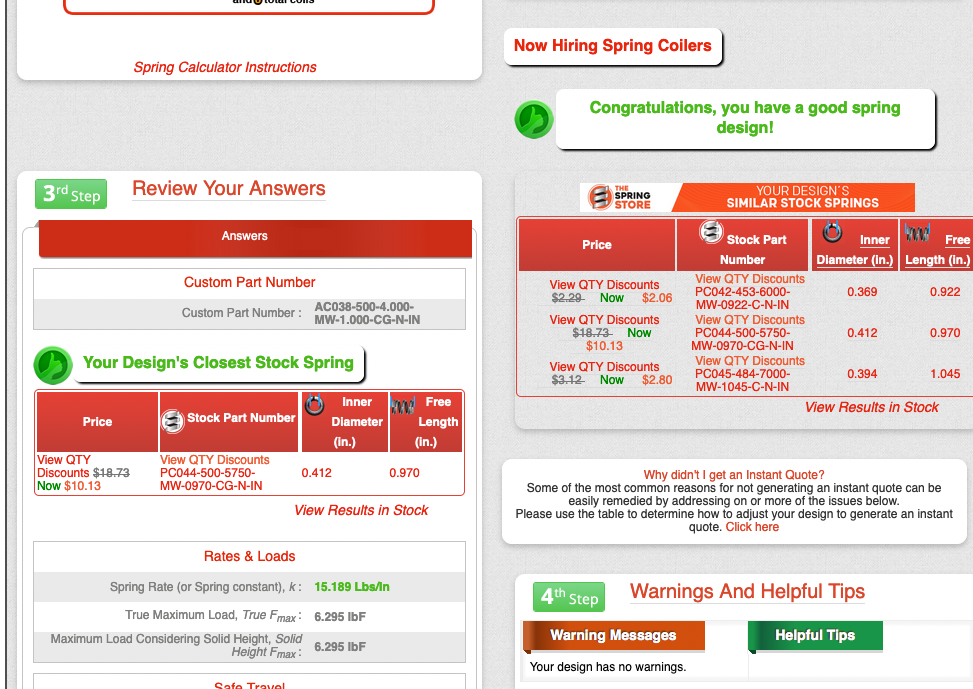 and total coils
Spring Calculator Instructions
3rd Step
Review Your Answers
Answers
Custom Part Number
Custom Part Number :
AC038-500-4.000-
MW-1.000-CG-N-IN
Your Design's Closest Stock Spring
Price
Stock Part Number
Inner
Diameter
(in.)
Free
Length
(in.)
View QTY
Discounts $18.73
Now $10.13
View QTY Discounts
PC044-500-5750-
MW-0970-CG-N-IN
0.412
0.970
View Results in Stock
Rates & Loads
Spring Rate (or Spring constant), k :
15.189 Lbs/In
True Maximum Load, True Fmax :
6.295 lbF
Maximum Load Considering Solid Height, Solid
Height Fmax :
6.295 lbF
Safe Travel
Now Hiring Spring Coilers
Congratulations, you have a good spring
design!
THE
SPRING
STORE
YOUR DESIGN´S
SIMILAR STOCK SPRINGS
Price
Stock Part
Number
Inner
Diameter (in.)
Free
Length (in.)
View QTY Discounts
$2.29 Now $2.06
View QTY Discounts
PC042-453-6000-
MW-0922-C-N-IN
0.369
0.922
View QTY Discounts
$18.73 Now
$10.13
View QTY Discounts
PC044-500-5750-
MW-0970-CG-N-IN
0.412
0.970
View QTY Discounts
$3.12 Now $2.80
View QTY Discounts
PC045-484-7000-
MW-1045-C-N-IN
0.394
1.045
View Results in Stock
Why didn't I get an Instant Quote?
Some of the most common reasons for not generating an instant quote can be
easily remedied by addressing on or more of the issues below.
Please use the table to determine how to adjust your design to generate an instant
quote. Click here
4th Step
Warnings And Helpful Tips
Warning Messages
Helpful Tips
Your design has no warnings.